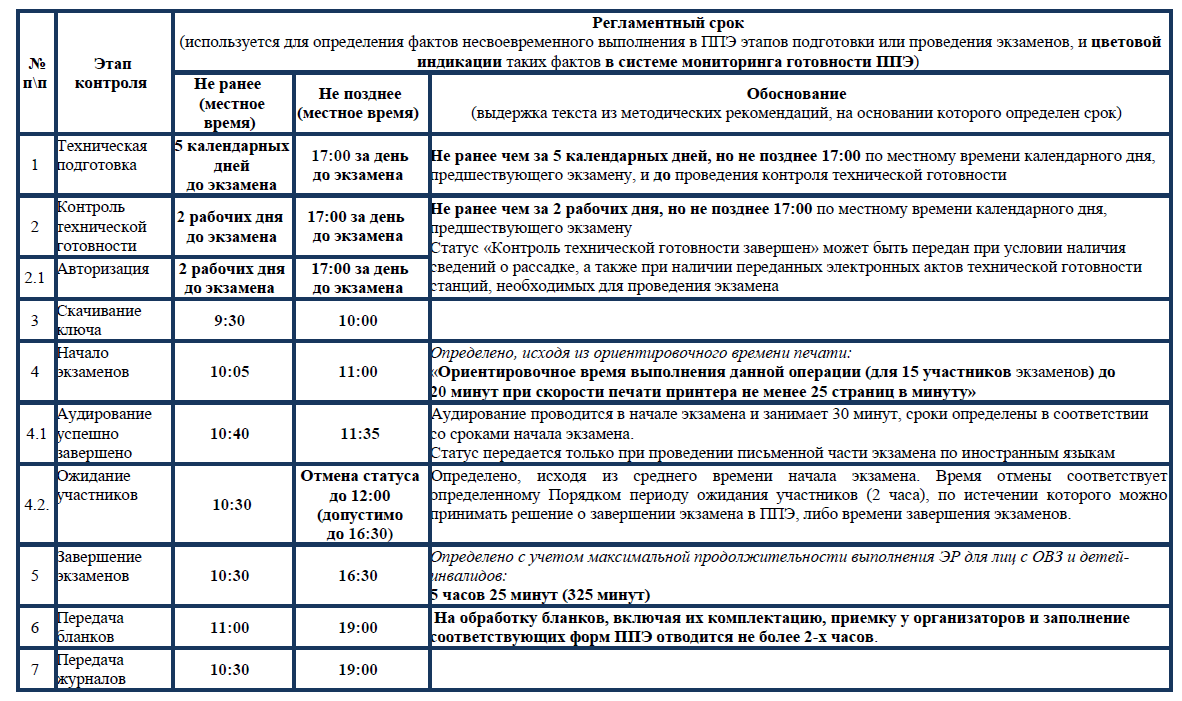 №
п\п
Этап
контроля
Регламентный срок
(используется для определения фактов несвоевременного выполнения в ППЭ этапов подготовки или проведения экзаменов, и цветовой
индикации таких фактов в системе мониторинга готовности ППЭ)
Не ранее
(местное
время)
Не позднее
(местное время)
Обоснование
(выдержка текста из методических рекомендаций, на основании которого определен срок)
1
Техническая
подготовка
5 календарных
дней
до экзамена
17:00 за день
до экзамена
Не ранее чем за 5 календарных дней, но не позднее 17:00 по местному времени календарного дня,
предшествующего экзамену, и до проведения контроля технической готовности
2
Контроль
технической
готовности
2 рабочих дня
до экзамена
17:00 за день
до экзамена
Не ранее чем за 2 рабочих дня, но не позднее 17:00 по местному времени календарного дня,
предшествующего экзамену
Статус «Контроль технической готовности завершен» может быть передан при условии наличия
сведений о рассадке, а также при наличии переданных электронных актов технической готовности
станций, необходимых для проведения экзамена
2.1
Авторизация
2 рабочих дня
до экзамена
17:00 за день
до экзамена
3
Скачивание
ключа
9:30
10:00
4
Начало
экзаменов
10:05
11:00
Определено, исходя из ориентировочного времени печати:
«Ориентировочное время выполнения данной операции (для 15 участников экзаменов) до
20 минут при скорости печати принтера не менее 25 страниц в минуту»
4.1
Аудирование
успешно
завершено
10:40
11:35
Аудирование проводится в начале экзамена и занимает 30 минут, сроки определены в соответствии
со сроками начала экзамена.
Статус передается только при проведении письменной части экзамена по иностранным языкам
4.2.
Ожидание
участников
10:30
Отмена статуса
до 12:00
(допустимо
до 16:30)
Определено, исходя из среднего времени начала экзамена. Время отмены соответствует
определенному Порядком периоду ожидания участников (2 часа), по истечении которого можно
принимать решение о завершении экзамена в ППЭ, либо времени завершения экзаменов.
5
Завершение
экзаменов
10:30
16:30
Определено с учетом максимальной продолжительности выполнения ЭР для лиц с ОВЗ и детей-
инвалидов:
5 часов 25 минут (325 минут)
6
Передача
бланков
11:00
19:00
На обработку бланков, включая их комплектацию, приемку у организаторов и заполнение
соответствующих форм ППЭ отводится не более 2-х часов.
7
Передача
журналов
10:30
19:00